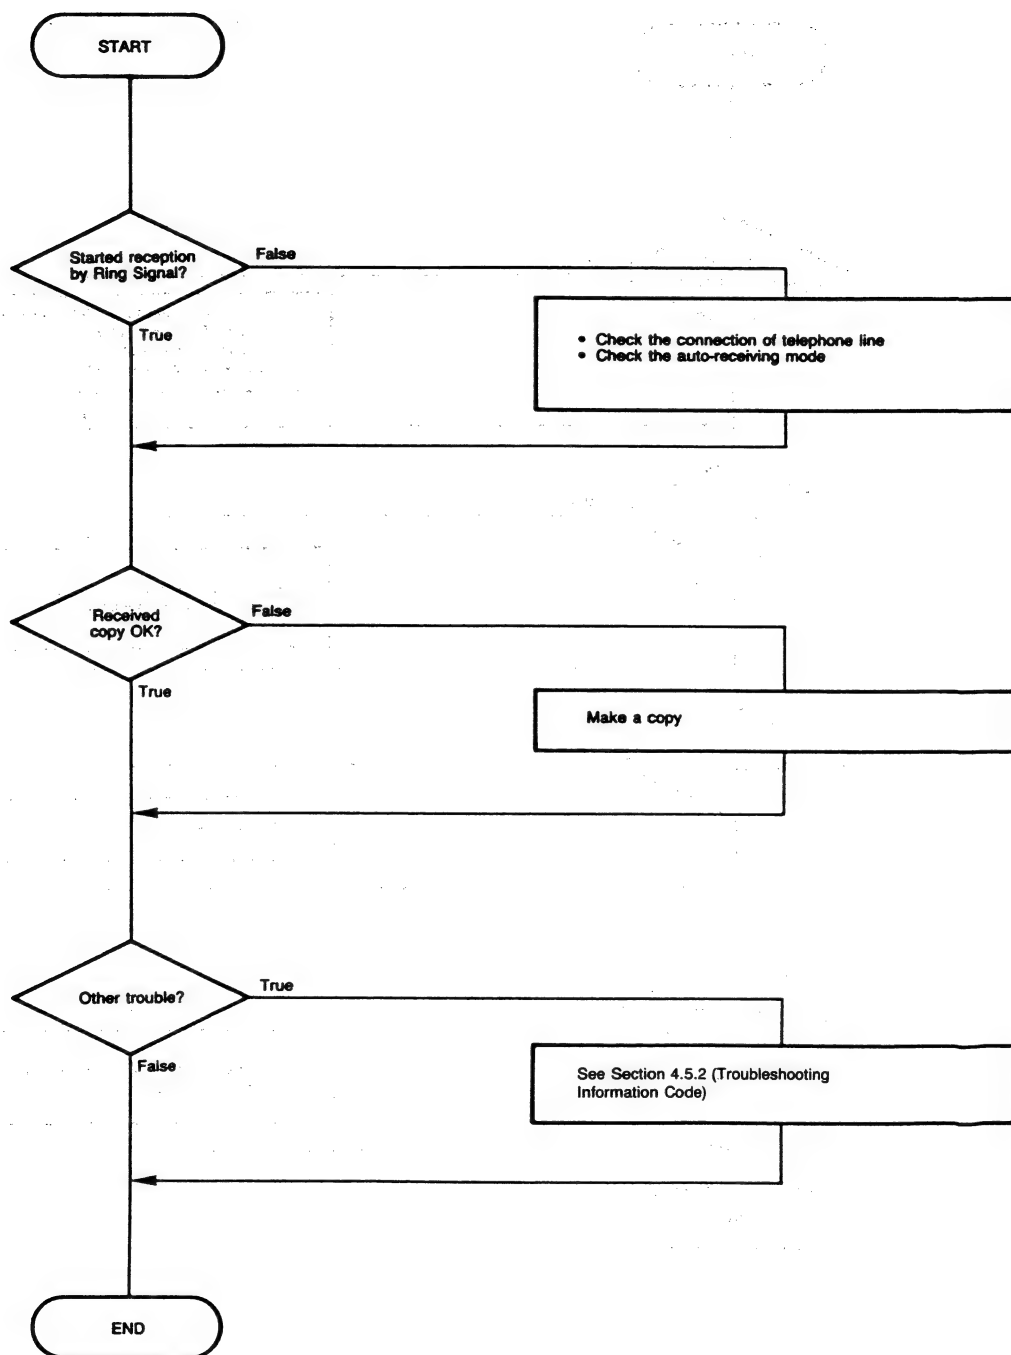 START
Started reception
by Ring Signal?
False
True
• Check the connection of telephone line
• Check the auto-receiving mode
Received
copy OK?
False
True
Make a copy
Other trouble?
True
False
See Section 4.5.2 (Troubleshooting
Information Code)
END